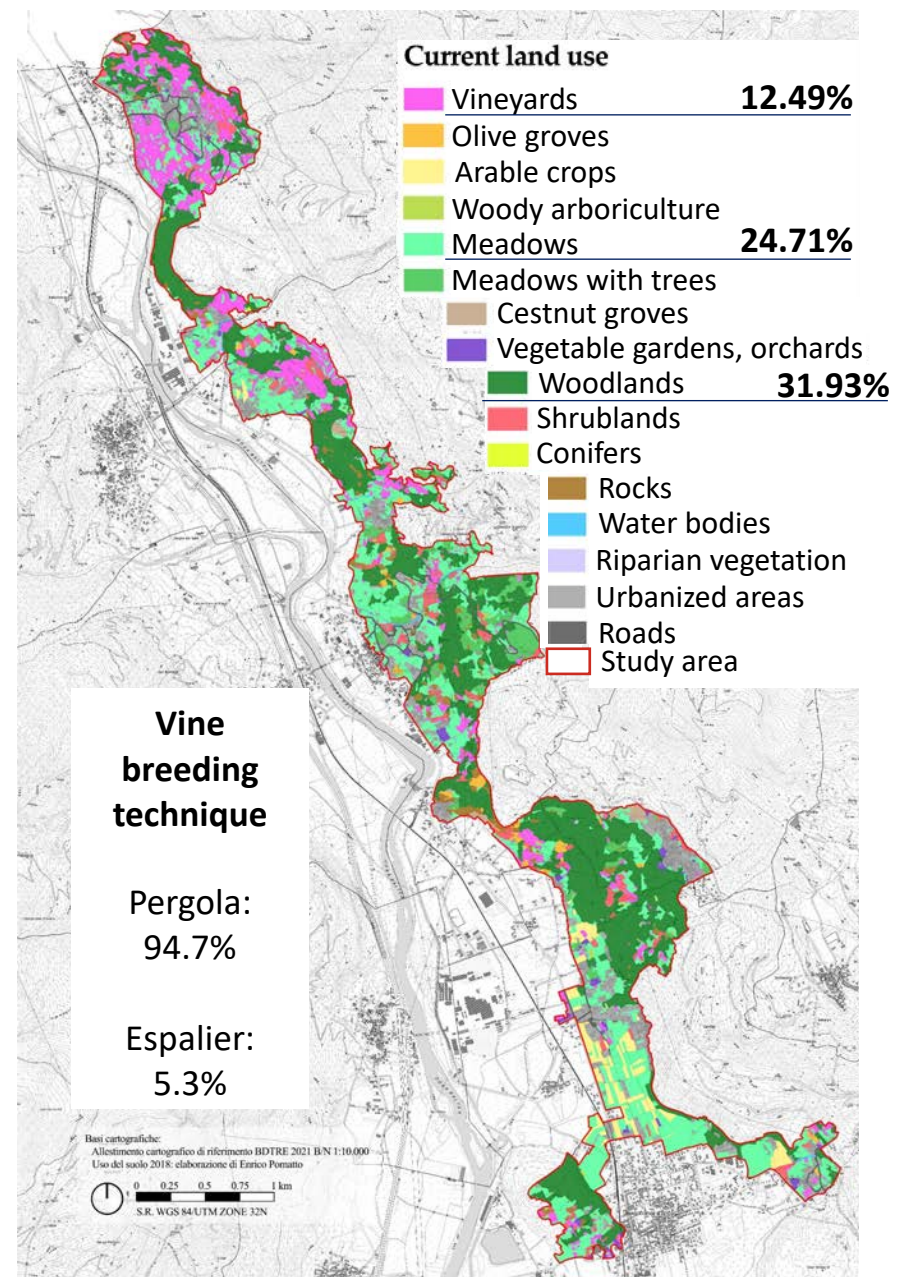 Current land use
Vineyards 12.49%
Olive groves
Arable crops
Woody arboriculture
Meadows 24.71%
Meadows with trees
Cestnut groves
Vegetable gardens, orchards
Woodlands 31.93%
Shrublands
Conifers
Rocks
Water bodies
Riparian vegetation
Urbanized areas
Roads
Study area
Vine
breeding
technique
Pergola:
94.7%
Espalier:
5.3%
Basi cartografiche:
Allestimento cartografico di riferimento BDTRE 2021 B/N 1:10.000
Uso del suolo 2018: elaborazione di Enrico Pomatto
0 0.25 0.5 0.75 1 km
S.R. WGS 84/UTM ZONE 32N